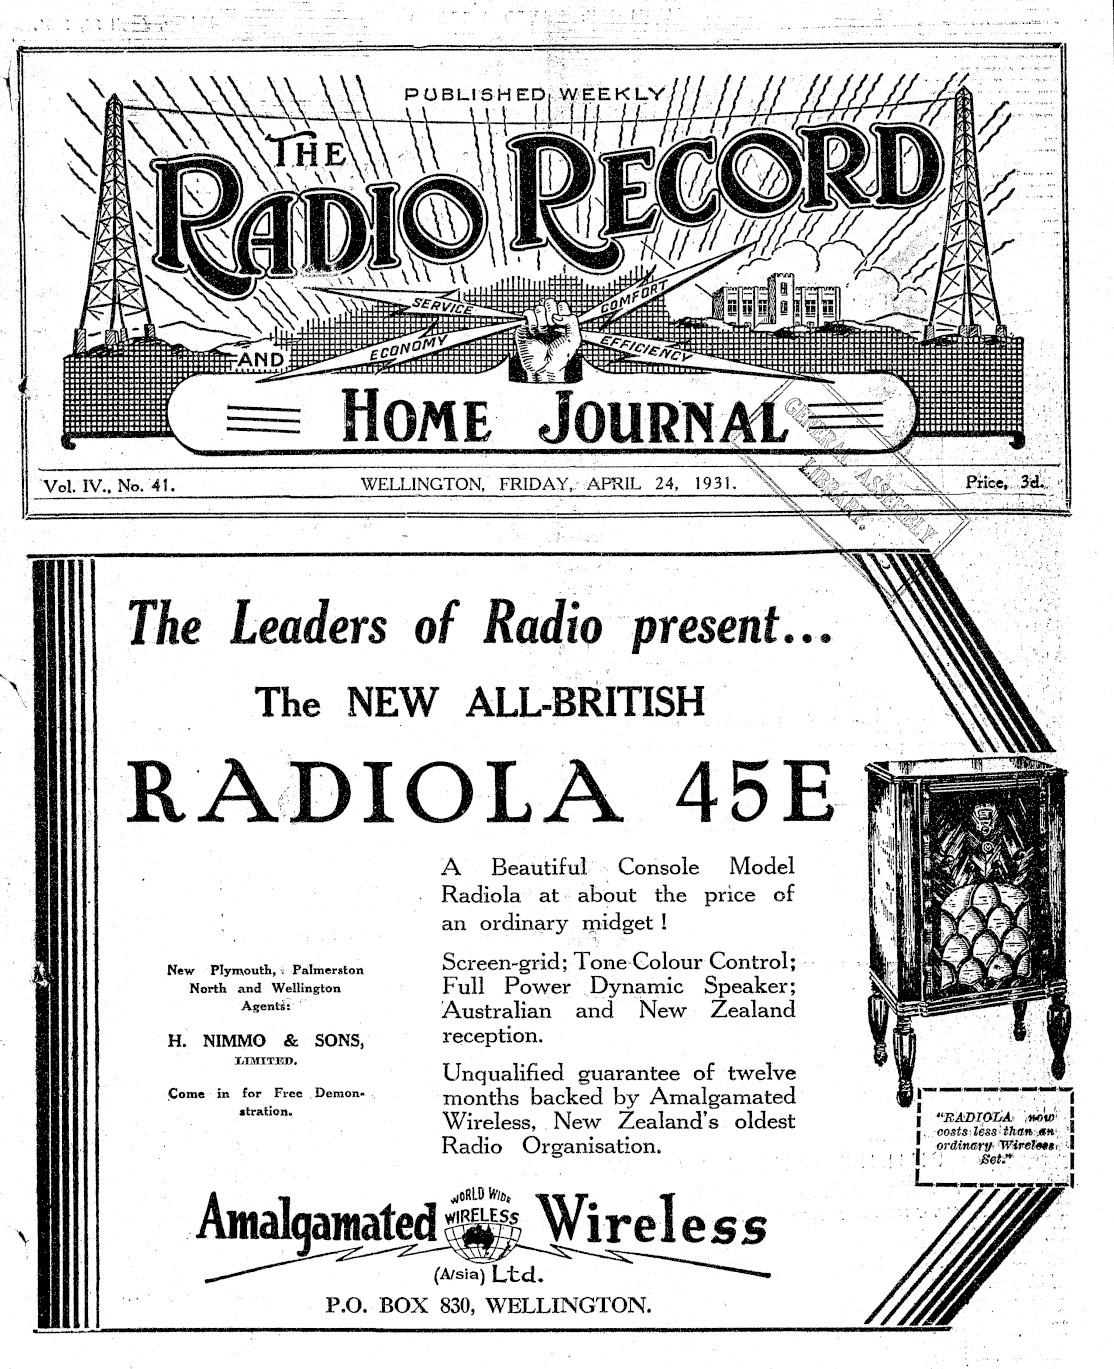 PUBLISHED WEEKLY
THE
RADIO RECORD
SERVICE
COMFORT
ECONOMY
EFFICIENCY
AND
HOME JOURNAL
GENERAL ASSEMBLY
LIBRARY.
Vol. IV., No. 41. WELLINGTON, FRIDAY, APRIL 24, 1931. Price, 3d.
The Leaders of Radio present...
The NEW ALL-BRITISH
RADIOLA 45E
A Beautiful Console Model
Radiola at about the price of
an ordinary midget !
Screen-grid; Tone Colour Control;
Full Power Dynamic Speaker;
Australian and New Zealand
reception.
Unqualified guarantee of twelve
months backed by Amalgamated
Wireless, New Zealand's oldest
Radio Organisation.
New Plymouth, Palmerston
North and Wellington
Agents:
H. NIMMO & SONS,
LIMITED.
Come in for Free Demon-
stration.
"RADIOLA now
costs less than an
ordinary Wireless
Set."
Amalgamated Wireless
WORLD WIDE
WIRELESS
(A/sia) Ltd.
P.O. BOX 830, WELLINGTON.